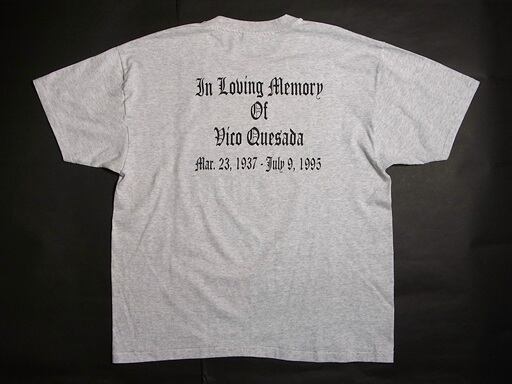 In Loving Memory
Of
Vico Quesada
Mar. 23, 1937 - July 9, 1995